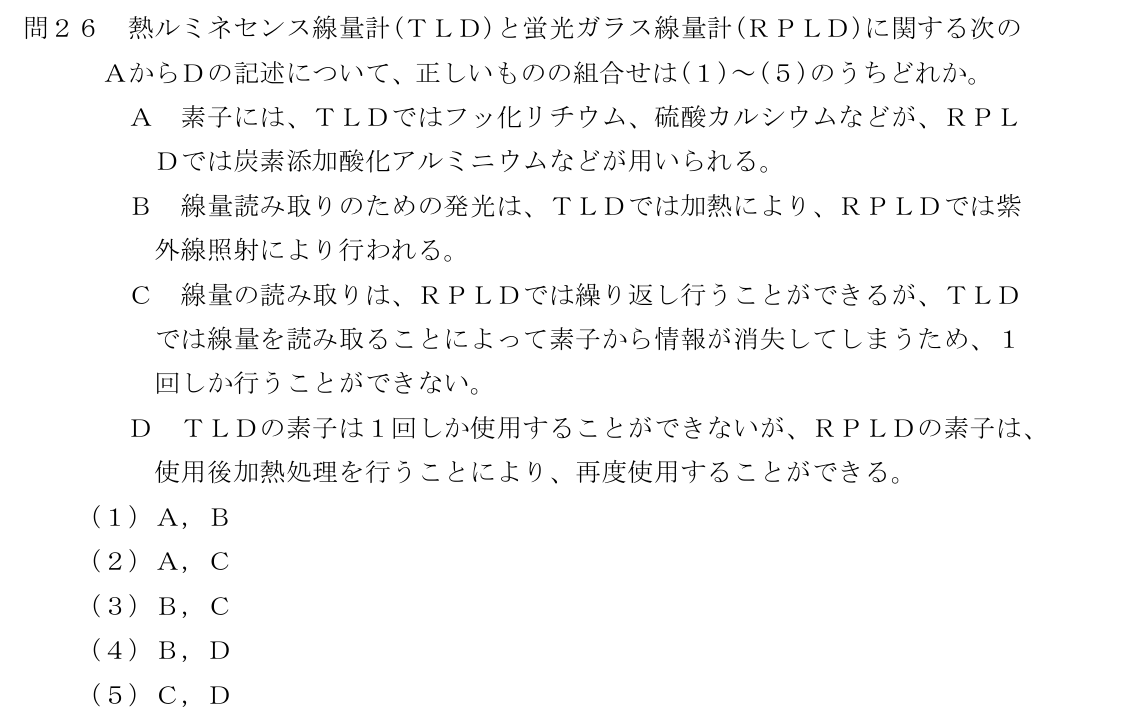 問２６　熱ルミネセンス線量計(ＴＬＤ)と蛍光ガラス線量計(ＲＰＬＤ)に関する次の
ＡからＤの記述について、正しいものの組合せは(１)～(５)のうちどれか。
Ａ　素子には、ＴＬＤではフッ化リチウム、硫酸カルシウムなどが、ＲＰＬ
Ｄでは炭素添加酸化アルミニウムなどが用いられる。
Ｂ　線量読み取りのための発光は、ＴＬＤでは加熱により、ＲＰＬＤでは紫
外線照射により行われる。
Ｃ　線量の読み取りは、ＲＰＬＤでは繰り返し行うことができるが、ＴＬＤ
では線量を読み取ることによって素子から情報が消失してしまうため、１
回しか行うことができない。
Ｄ　ＴＬＤの素子は１回しか使用することができないが、ＲＰＬＤの素子は、
使用後加熱処理を行うことにより、再度使用することができる。
(１) Ａ，Ｂ
(２) Ａ，Ｃ
(３) Ｂ，Ｃ
(４) Ｂ，Ｄ
(５) Ｃ，Ｄ